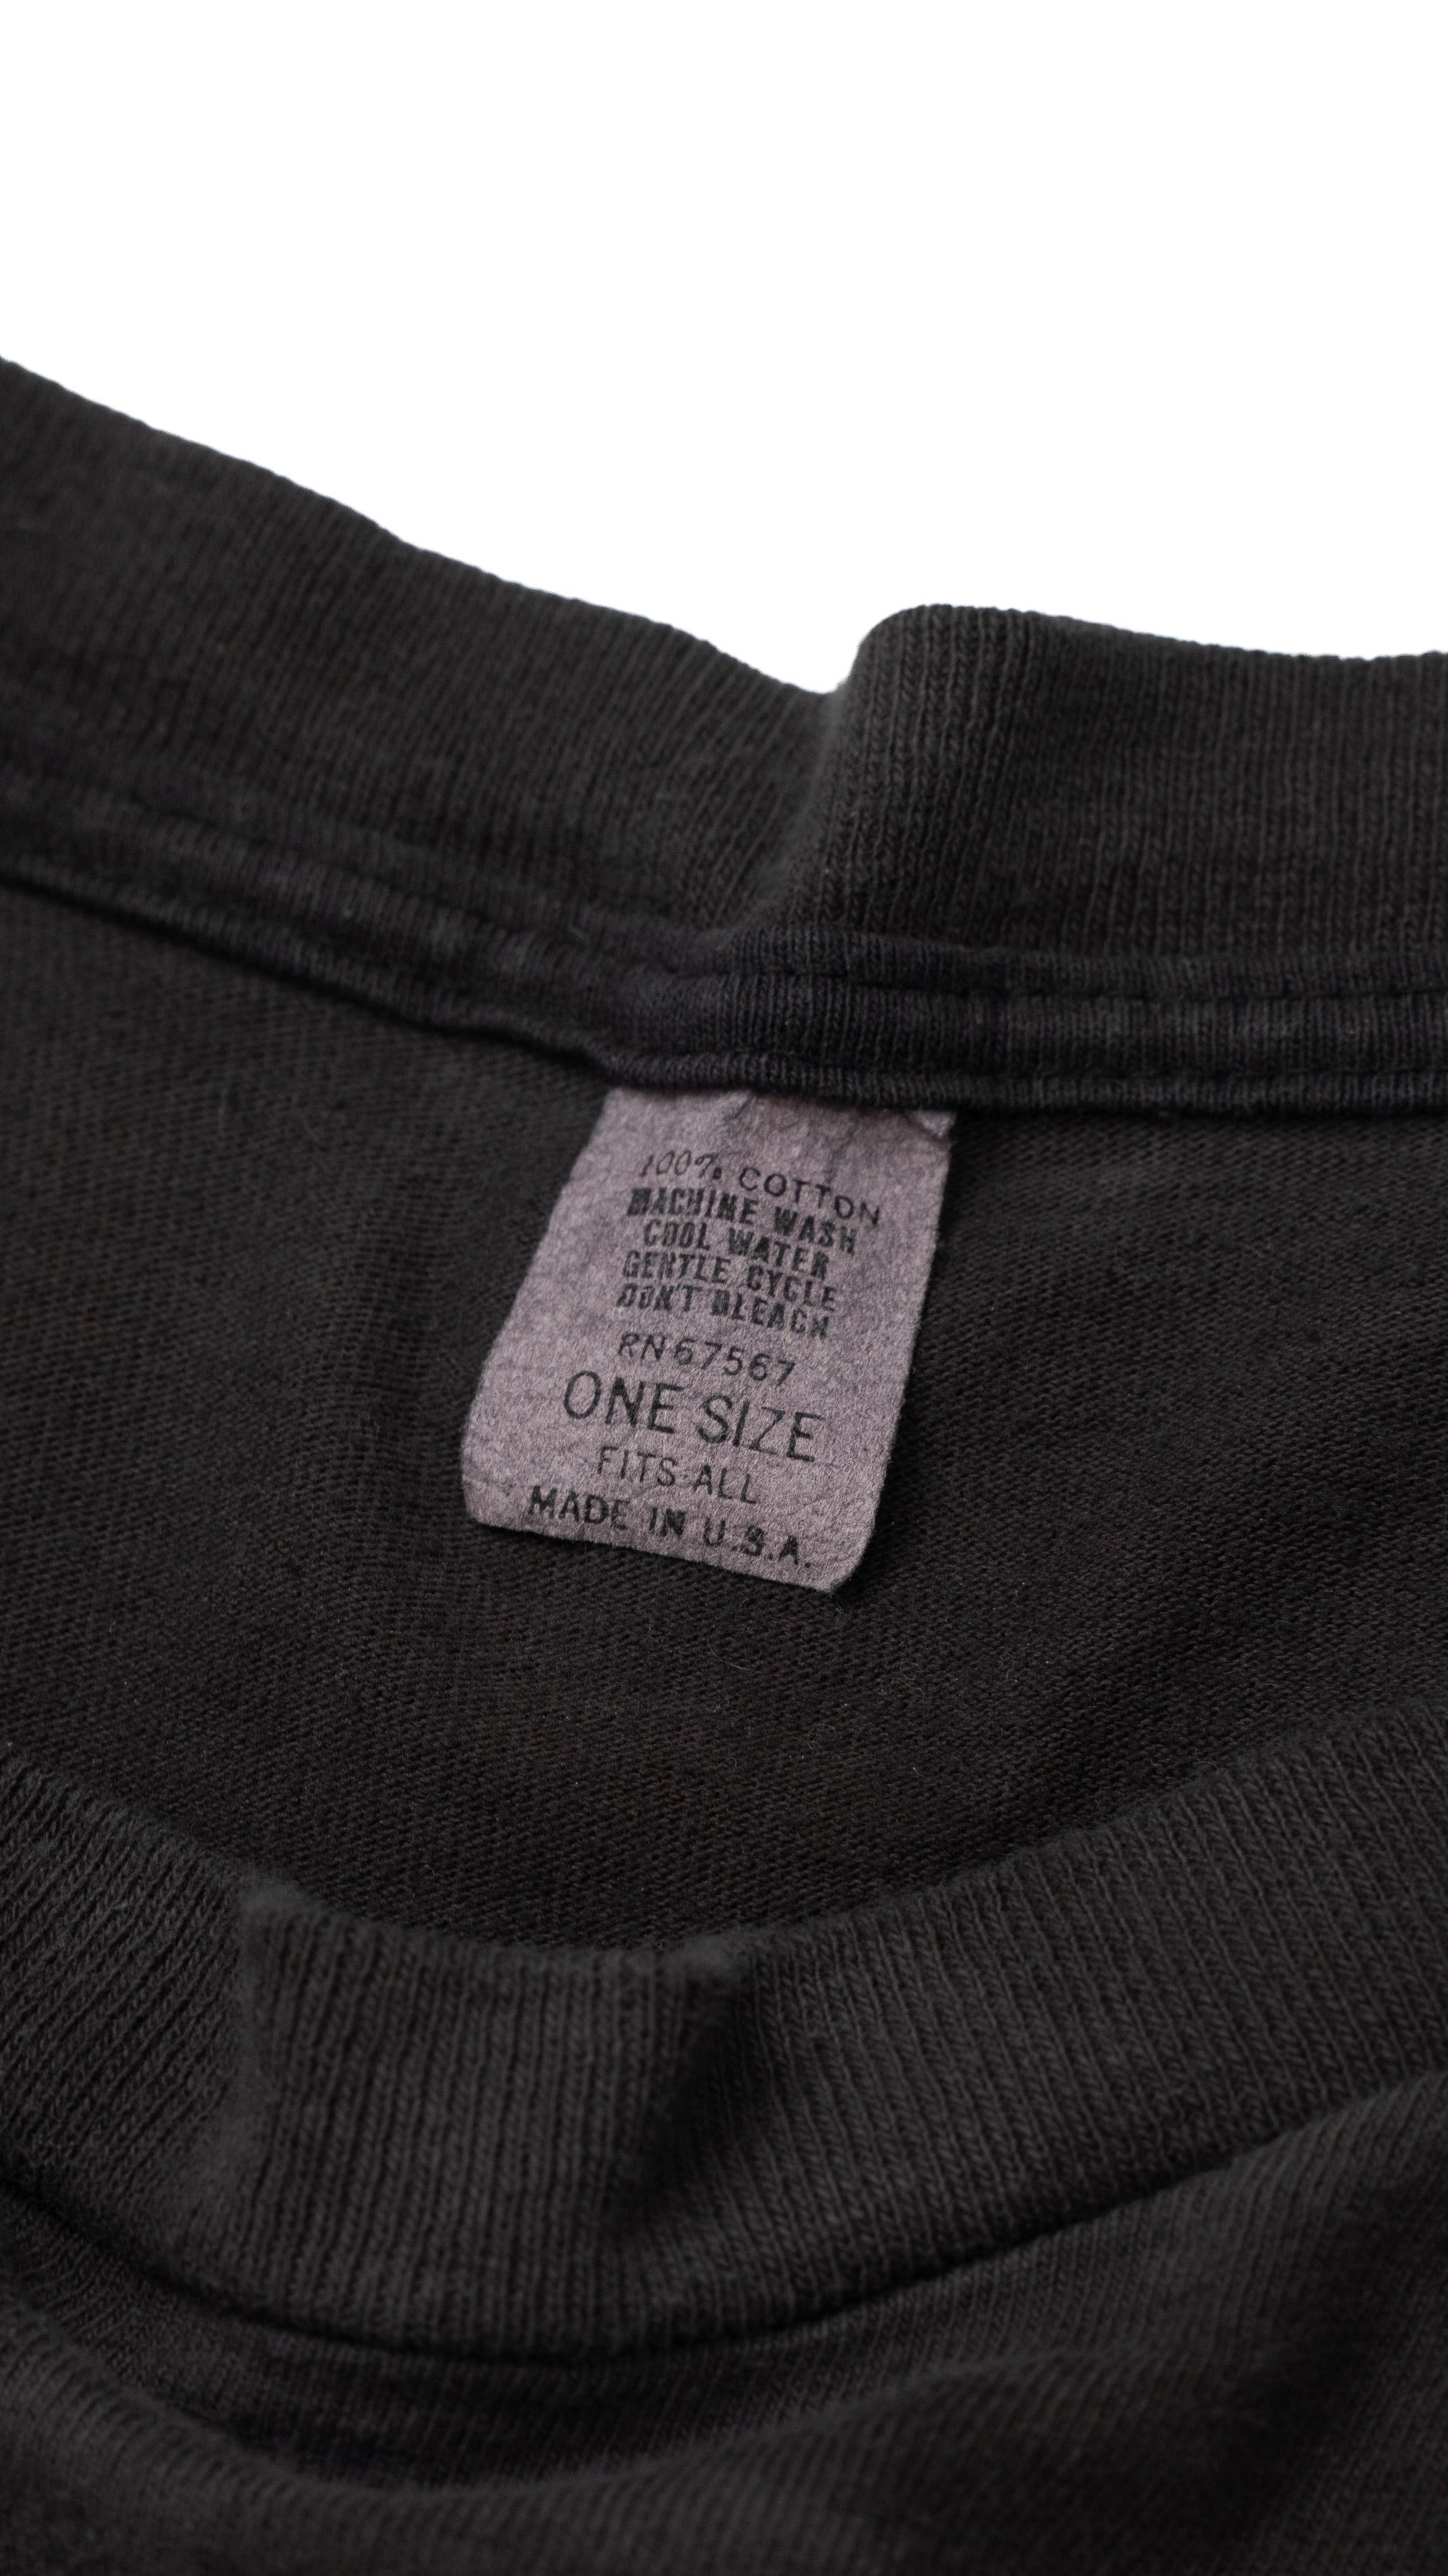 100% COTTON
MACHINE WASH
COOL WATER
GENTLE CYCLE
DON'T BLEACH
RN 67567
ONE SIZE
FITS ALL
MADE IN U.S.A.